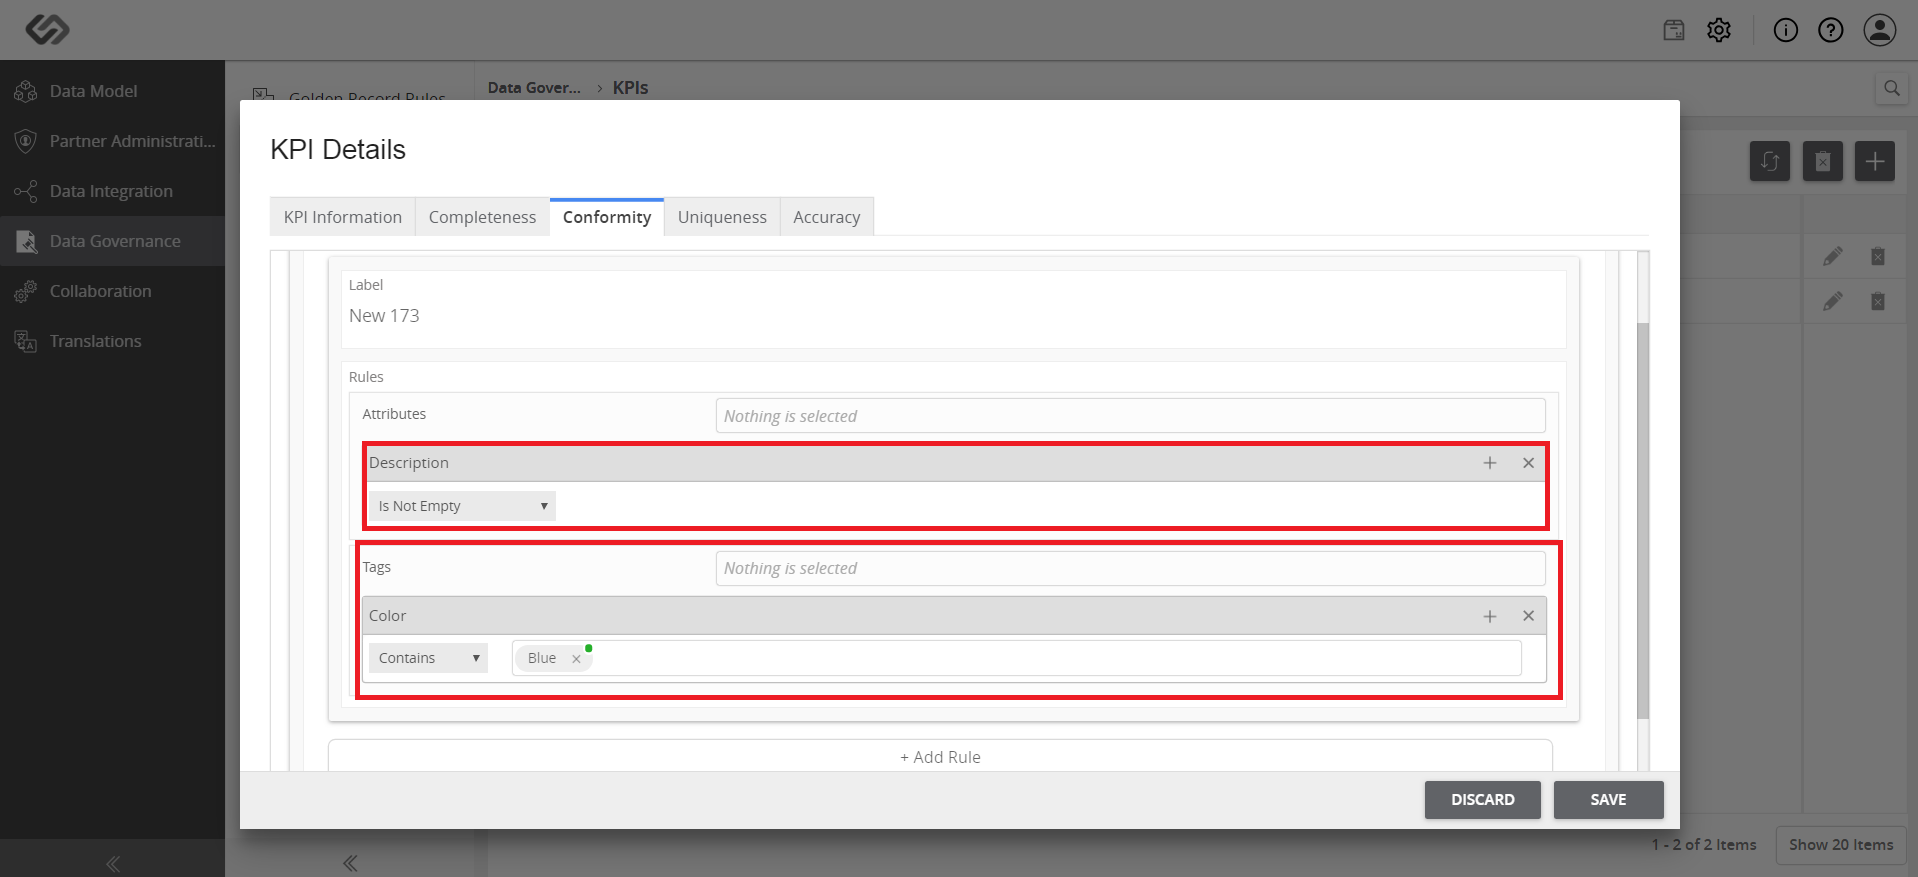 Data Model
Partner Administrati...
Data Integration
Data Governance
Collaboration
Translations
Golden Record Rules
Data Gover... › KPIs
KPI Details
KPI Information
Completeness
Conformity
Uniqueness
Accuracy
Label
New 173
Rules
Attributes
Nothing is selected
Description
Is Not Empty
Tags
Nothing is selected
Color
Contains
Blue
+ Add Rule
DISCARD
SAVE
1 - 2 of 2 Items
Show 20 Items